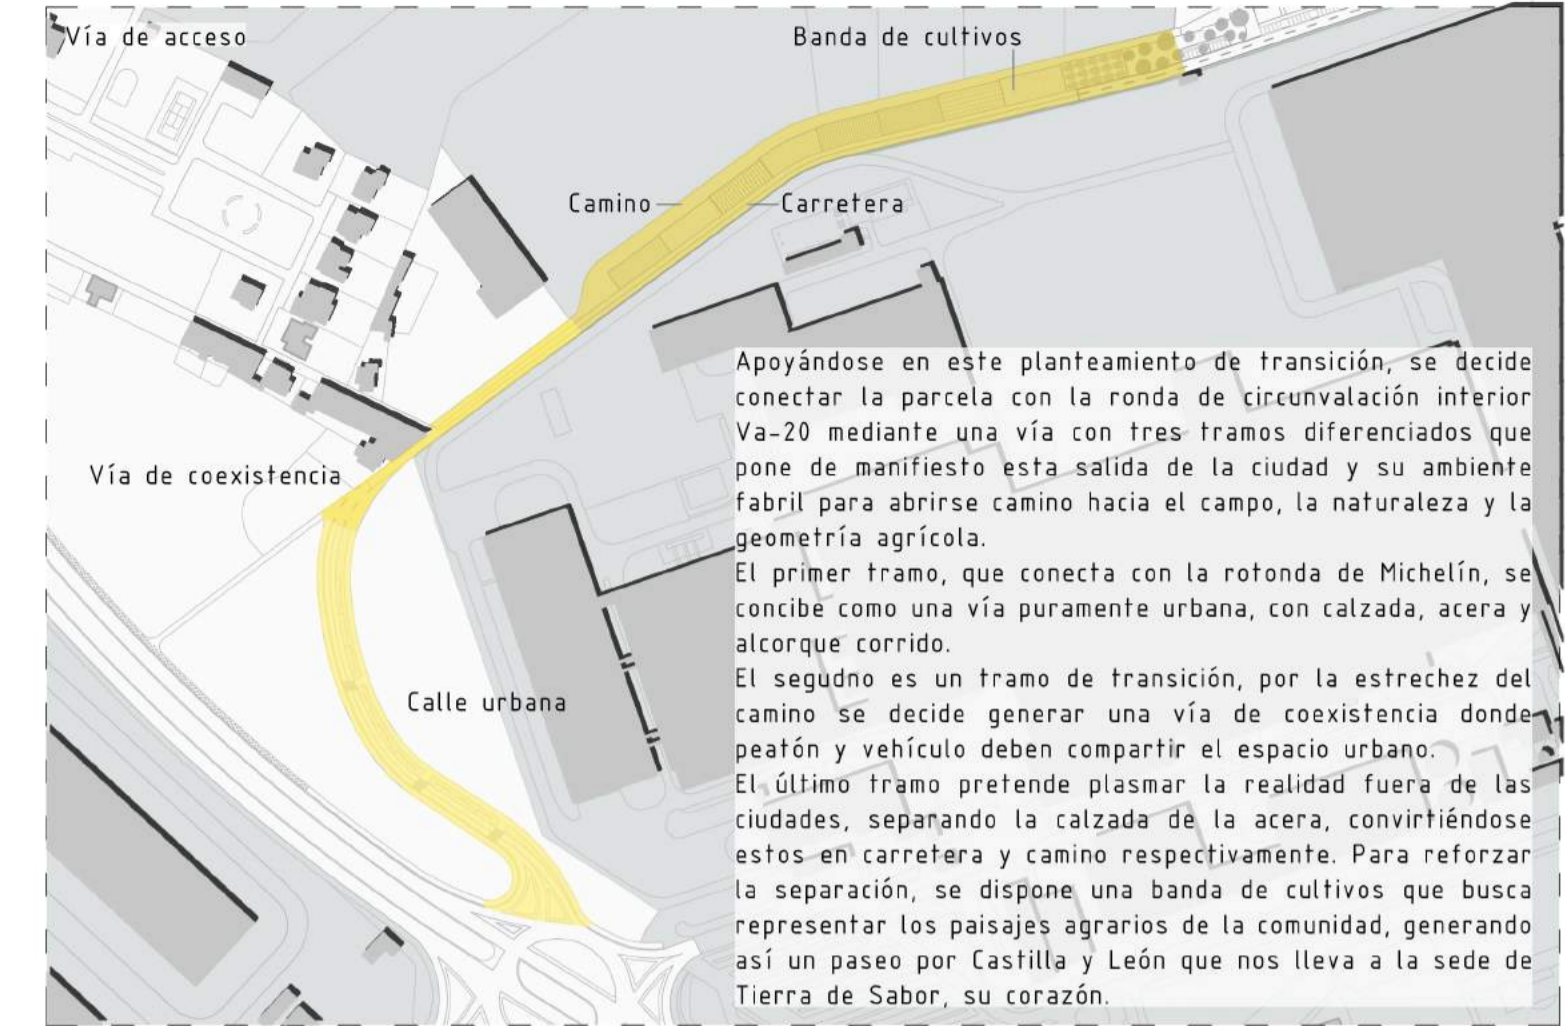 Vía de acceso
Banda de cultivos
Camino
Carretera
Vía de coexistencia
Calle urbana
Apoyándose en este planteamiento de transición, se decide
conectar la parcela con la ronda de circunvalación interior
Va-20 mediante una vía con tres tramos diferenciados que
pone de manifiesto esta salida de la ciudad y su ambiente
fabril para abrirse camino hacia el campo, la naturaleza y la
geometría agrícola.
El primer tramo, que conecta con la rotonda de Michelín, se
concibe como una vía puramente urbana, con calzada, acera y
alcorque corrido.
El segudno es un tramo de transición, por la estrechez del
camino se decide generar una vía de coexistencia donde
peatón y vehículo deben compartir el espacio urbano.
El último tramo pretende plasmar la realidad fuera de las
ciudades, separando la calzada de la acera, convirtiéndose
estos en carretera y camino respectivamente. Para reforzar
la separación, se dispone una banda de cultivos que busca
representar los paisajes agrarios de la comunidad, generando
así un paseo por Castilla y León que nos lleva a la sede de
Tierra de Sabor, su corazón.